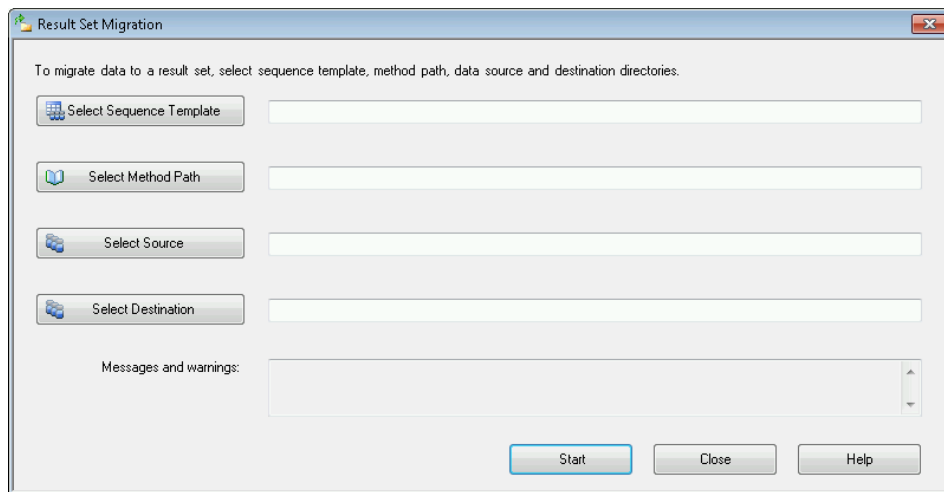 Result Set Migration
To migrate data to a result set, select sequence template, method path, data source and destination directories.
Select Sequence Template
Select Method Path
Select Source
Select Destination
Messages and warnings:
Start Close Help